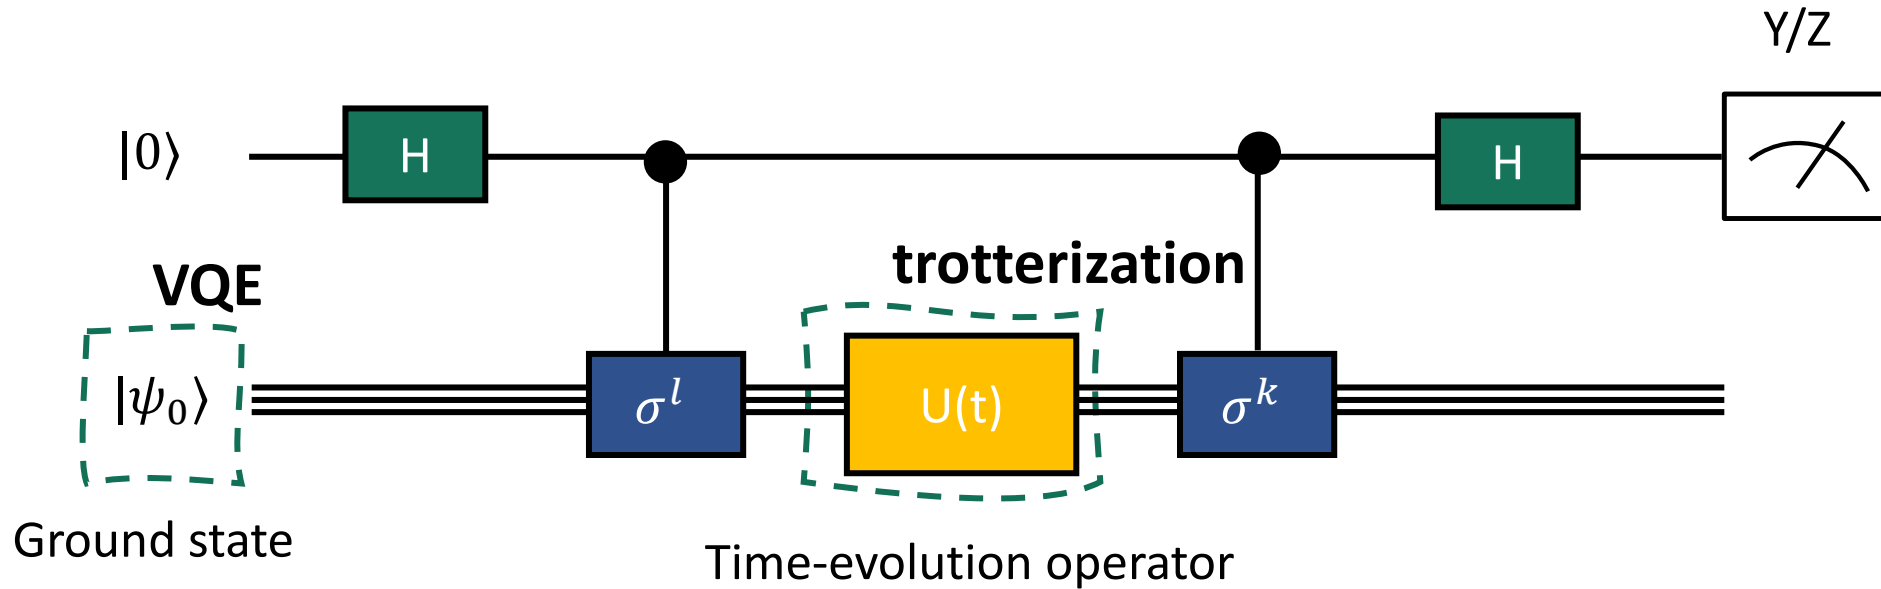 Y/Z
|0⟩
H
H
VQE
trotterization
|ψ₀⟩
σˡ
U(t)
σᵏ
Ground state
Time-evolution operator